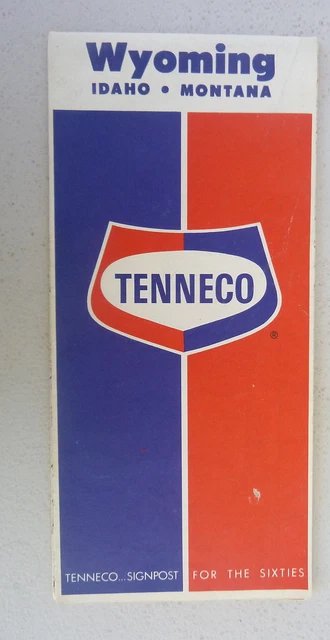 Wyoming
IDAHO • MONTANA
TENNECO
®
TENNECO...SIGNPOST FOR THE SIXTIES